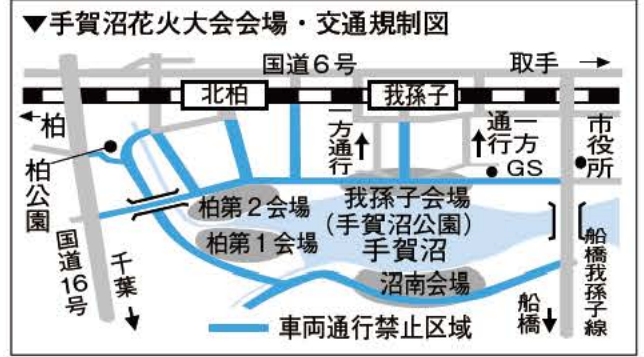 ▼手賀沼花火大会会場・交通規制図
国道6号
取手 →
北柏
我孫子
←柏
柏公園
一方通行
一方通行
GS
市役所
柏第2会場
柏第1会場
我孫子会場
(手賀沼公園)
手賀沼
沼南会場
国道16号
千葉
船橋
船橋我孫子線
車両通行禁止区域